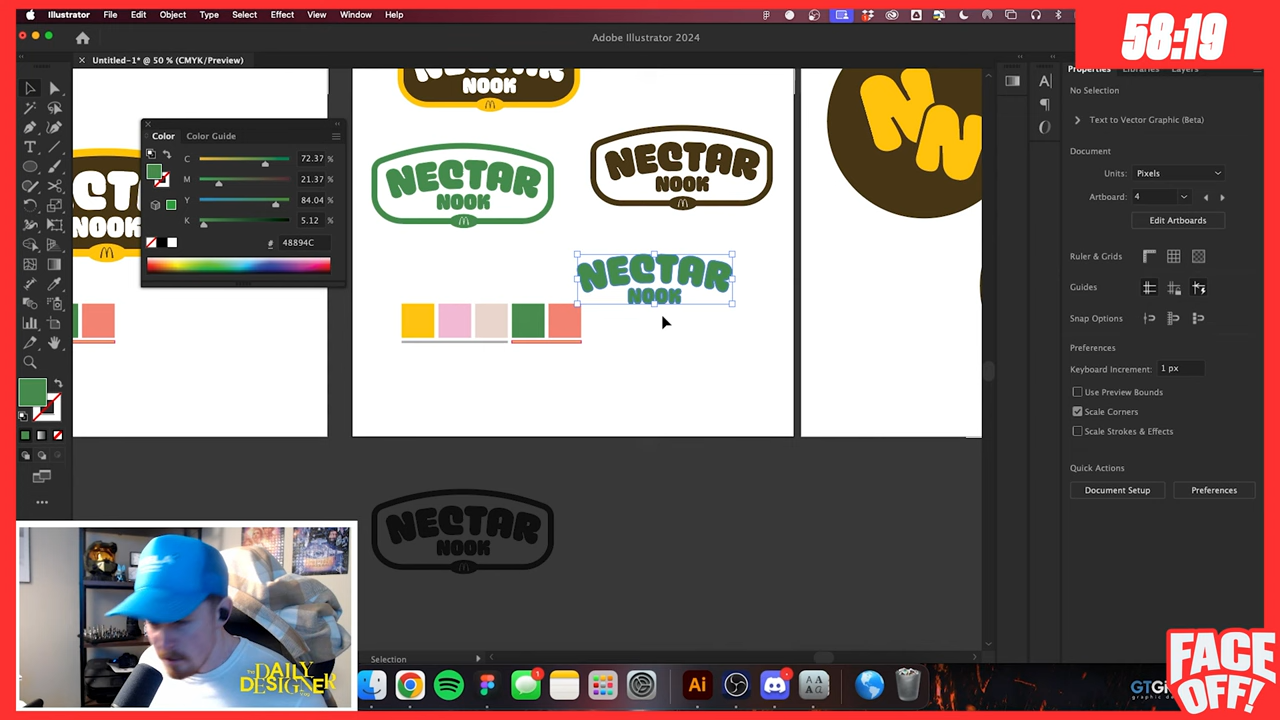 Illustrator File Edit Object Type Select Effect View Window Help
58:19
Adobe Illustrator 2024
× Untitled-1* @ 50 % (CMYK/Preview)
Properties Libraries Layers
No Selection
Text to Vector Graphic (Beta)
Document
Units: Pixels
Artboard: 4
Edit Artboards
Ruler & Grids
Guides
Snap Options
Preferences
Keyboard Increment: 1 px
Use Preview Bounds
Scale Corners
Scale Strokes & Effects
Quick Actions
Document Setup Preferences
Color Color Guide
C 72.37 %
M 21.37 %
Y 84.04 %
K 5.12 %
# 48894C
NOOK
NECTAR
NOOK
NECTAR
NOOK
NECTAR
NOOK
NN
NECTAR
NOOK
Selection
THE DAILY
DESIGNER
Ai
FACE
OFF!